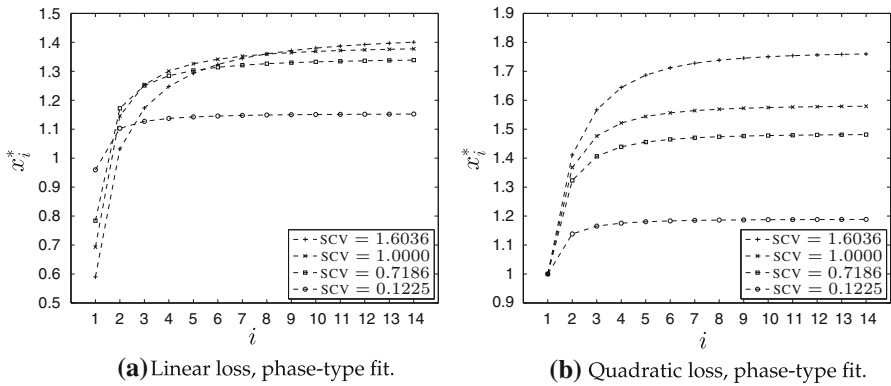 1.5
1.4
1.3
1.2
1.1
1
0.9
0.8
0.7
0.6
0.5
x_i^*
1 2 3 4 5 6 7 8 9 10 11 12 13 14
i
SCV = 1.6036
SCV = 1.0000
SCV = 0.7186
SCV = 0.1225
(a) Linear loss, phase-type fit.
1.9
1.8
1.7
1.6
1.5
1.4
1.3
1.2
1.1
1
0.9
x_i^*
1 2 3 4 5 6 7 8 9 10 11 12 13 14
i
SCV = 1.6036
SCV = 1.0000
SCV = 0.7186
SCV = 0.1225
(b) Quadratic loss, phase-type fit.